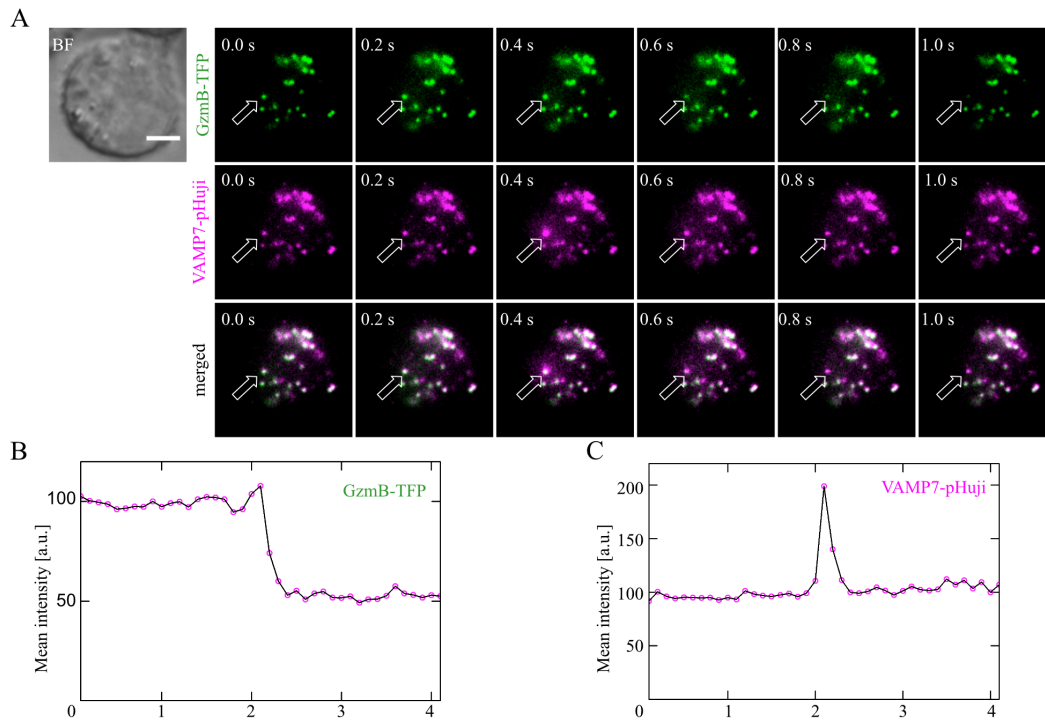 A
BF
GzmB-TFP
0.0 s 0.2 s 0.4 s 0.6 s 0.8 s 1.0 s
VAMP7-pHuji
0.0 s 0.2 s 0.4 s 0.6 s 0.8 s 1.0 s
merged
0.0 s 0.2 s 0.4 s 0.6 s 0.8 s 1.0 s
B
GzmB-TFP
Mean intensity [a.u.]
100
50
0
0 1 2 3 4
C
VAMP7-pHuji
Mean intensity [a.u.]
200
150
100
50
0
0 1 2 3 4